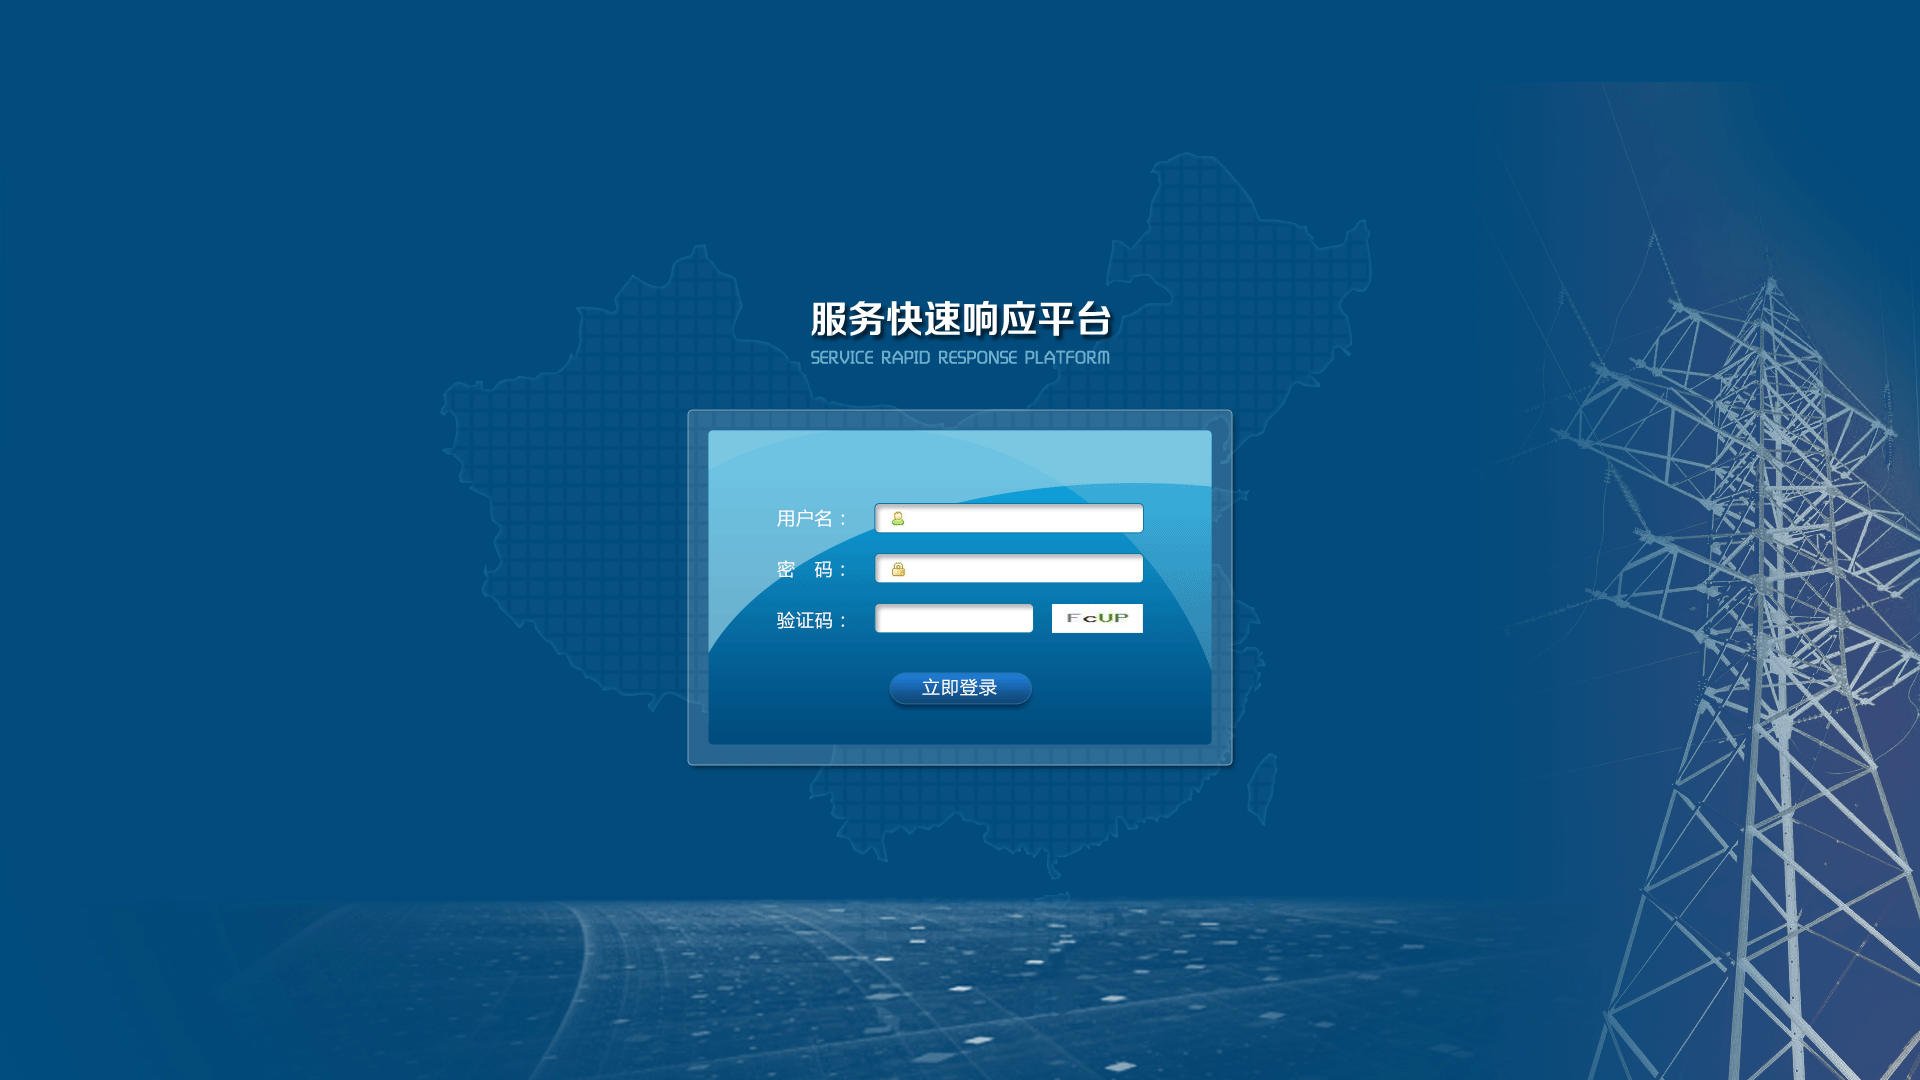 服务快速响应平台
SERVICE RAPID RESPONSE PLATFORM
用户名：
密 码：
验证码： FcUP
立即登录